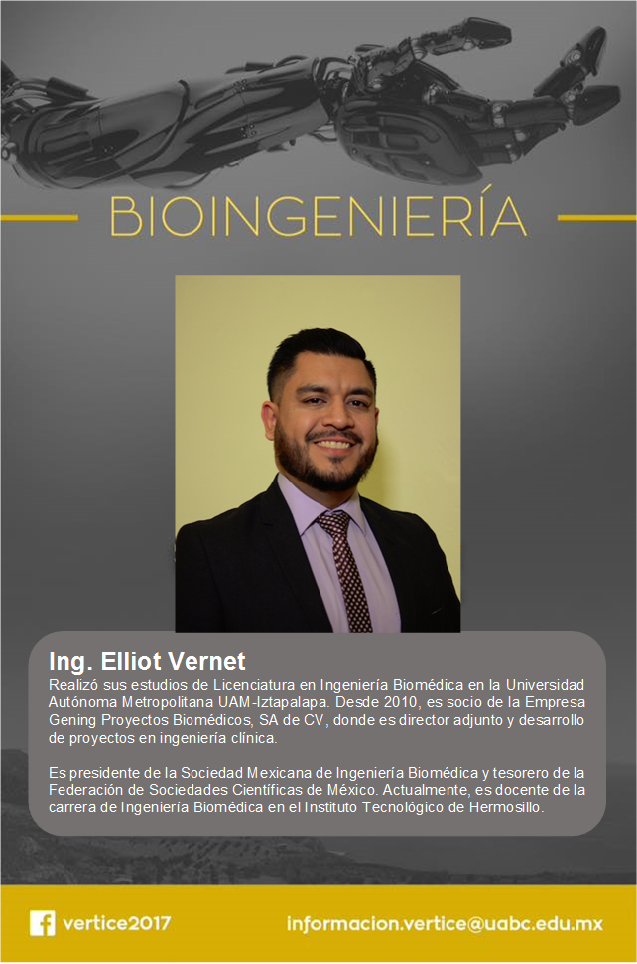 BIOINGENIERÍA
Ing. Elliot Vernet
Realizó sus estudios de Licenciatura en Ingeniería Biomédica en la Universidad
Autónoma Metropolitana UAM-Iztapalapa. Desde 2010, es socio de la Empresa
Gening Proyectos Biomédicos, SA de CV, donde es director adjunto y desarrollo
de proyectos en ingeniería clínica.
Es presidente de la Sociedad Mexicana de Ingeniería Biomédica y tesorero de la
Federación de Sociedades Científicas de México. Actualmente, es docente de la
carrera de Ingeniería Biomédica en el Instituto Tecnológico de Hermosillo.
vertice2017
informacion.vertice@uabc.edu.mx